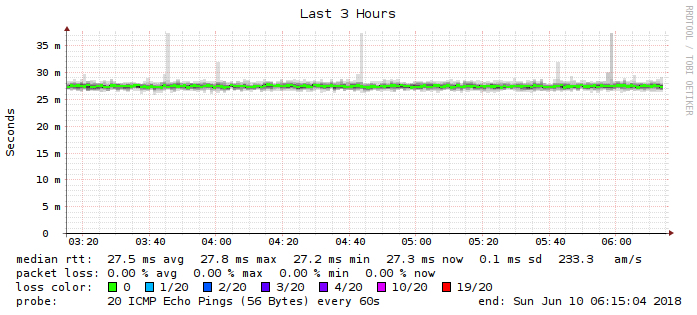 Last 3 Hours
RRDTOOL / TOBI OETIKER
Seconds
35 m
30 m
25 m
20 m
15 m
10 m
5 m
0
03:20 03:40 04:00 04:20 04:40 05:00 05:20 05:40 06:00
median rtt: 27.5 ms avg 27.8 ms max 27.2 ms min 27.3 ms now 0.1 ms sd 233.3 am/s
packet loss: 0.00 % avg 0.00 % max 0.00 % min 0.00 % now
loss color: 0 1/20 2/20 3/20 4/20 10/20 19/20
probe: 20 ICMP Echo Pings (56 Bytes) every 60s end: Sun Jun 10 06:15:04 2018